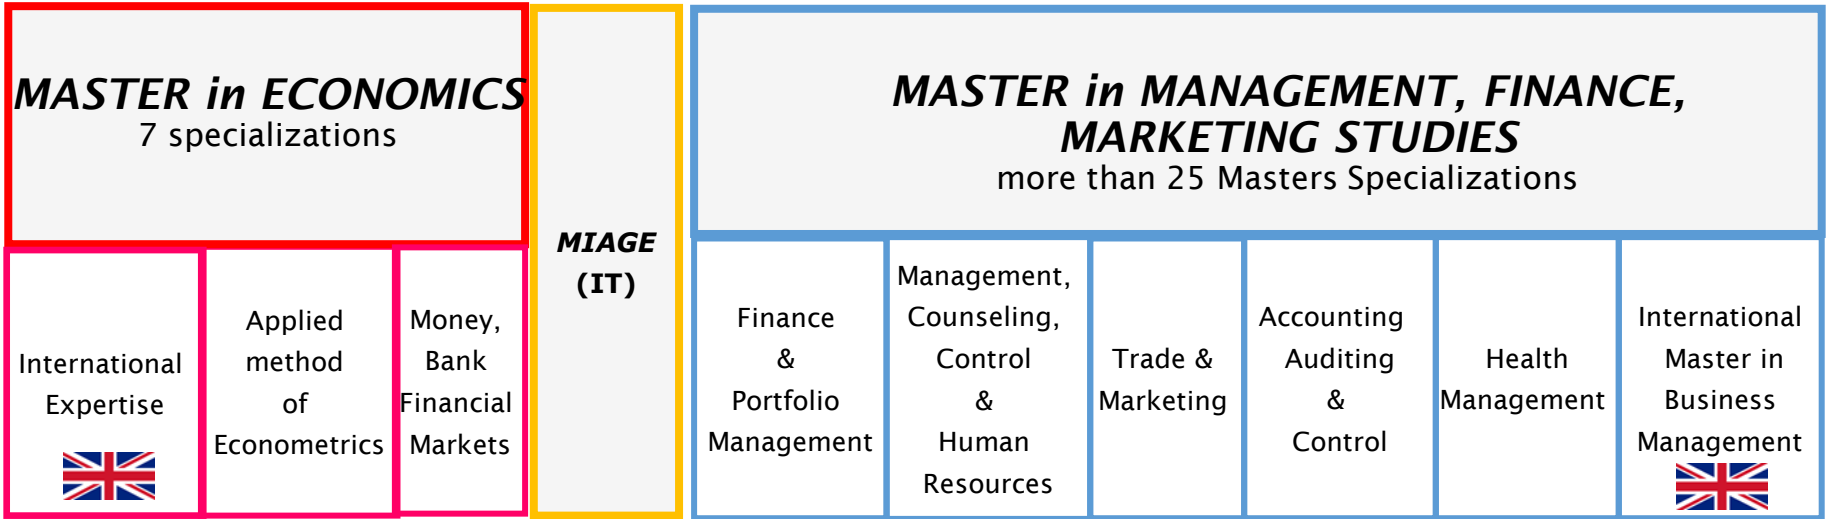 MASTER in ECONOMICS
7 specializations
International
Expertise
Applied
method
of
Econometrics
Money,
Bank
Financial
Markets
MIAGE
(IT)
MASTER in MANAGEMENT, FINANCE,
MARKETING STUDIES
more than 25 Masters Specializations
Finance
&
Portfolio
Management
Management,
Counseling,
Control
&
Human
Resources
Trade &
Marketing
Accounting
Auditing
&
Control
Health
Management
International
Master in
Business
Management